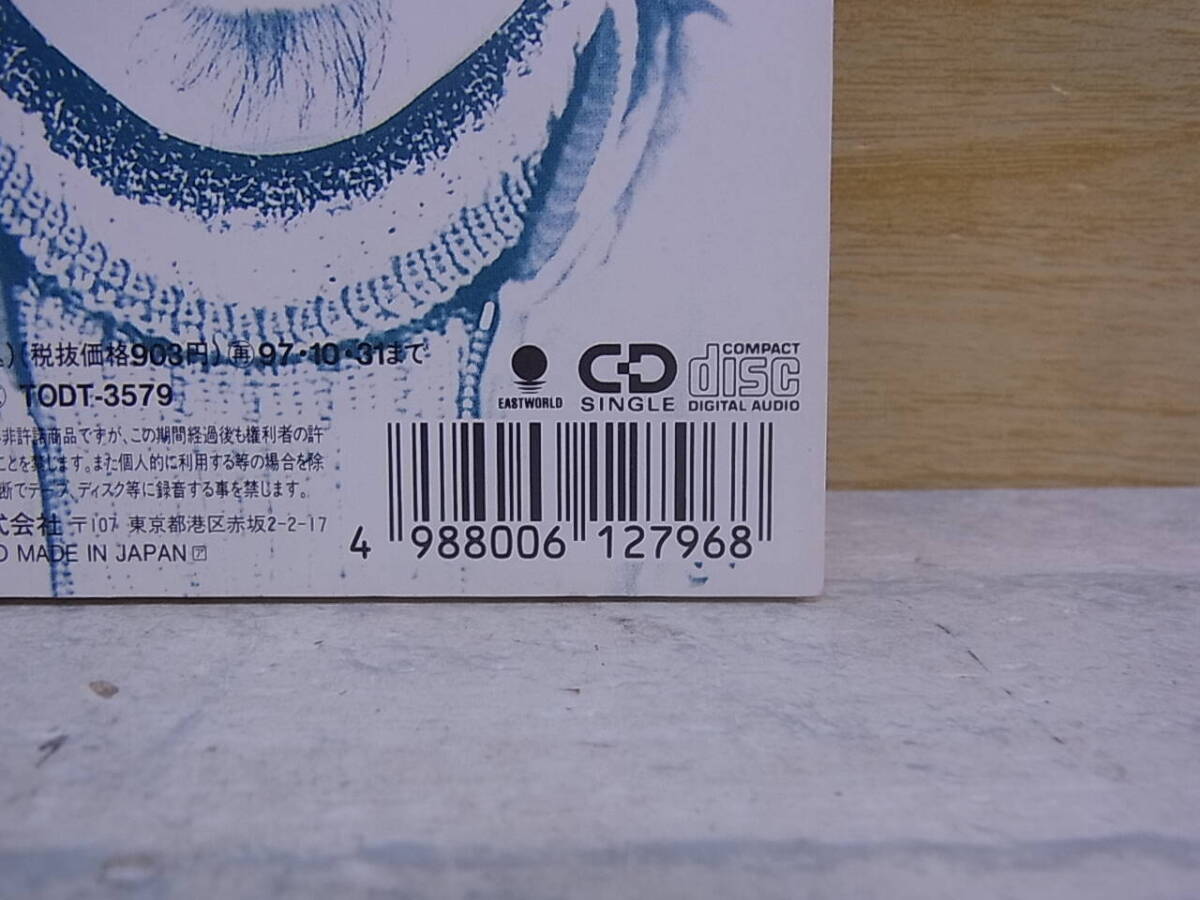 )(税抜価格903円)再97・10・31まで
TODT-3579
非許諾商品ですが、この期間経過後も権利者の許
ことを禁じます。また個人的に利用する等の場合を除
断でテープ、ディスク等に録音する事を禁じます。
式会社 〒107 東京都港区赤坂2-2-17
MADE IN JAPAN ア
EASTWORLD
CD
SINGLE
COMPACT
disc
DIGITAL AUDIO
4 988006 127968